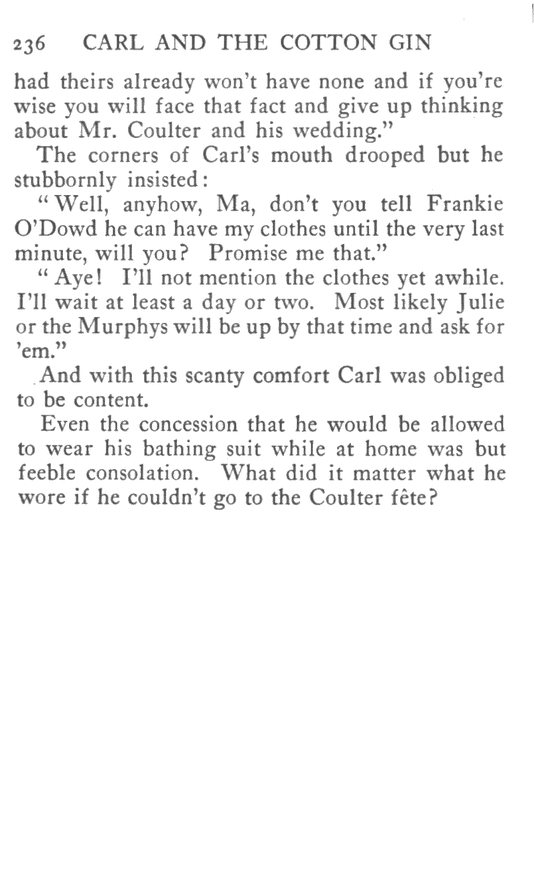 236 CARL AND THE COTTON GIN
had theirs already won't have none and if you're
wise you will face that fact and give up thinking
about Mr. Coulter and his wedding.”
The corners of Carl's mouth drooped but he
stubbornly insisted:
“Well, anyhow, Ma, don't you tell Frankie
O'Dowd he can have my clothes until the very last
minute, will you? Promise me that.”
“Aye! I'll not mention the clothes yet awhile.
I'll wait at least a day or two. Most likely Julie
or the Murphys will be up by that time and ask for
'em.”
And with this scanty comfort Carl was obliged
to be content.
Even the concession that he would be allowed
to wear his bathing suit while at home was but
feeble consolation. What did it matter what he
wore if he couldn't go to the Coulter fête?